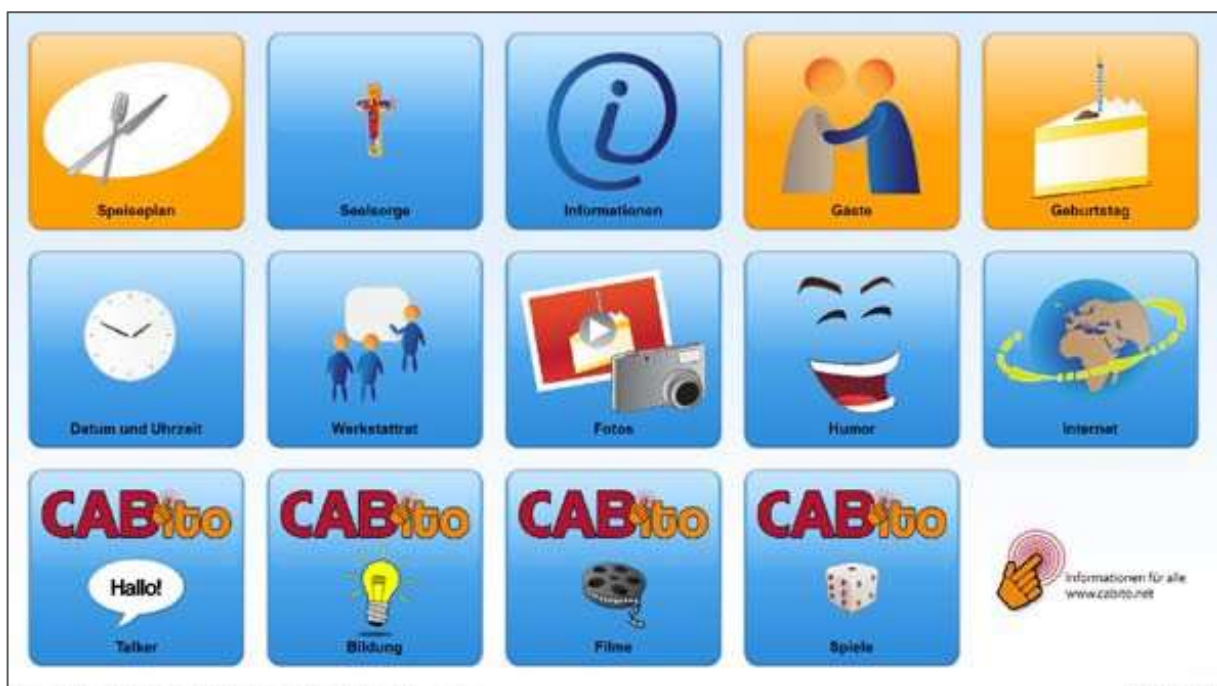 Speiseplan
Seelsorge
Informationen
Gäste
Geburtstag
Datum und Uhrzeit
Werkstattrat
Fotos
Humor
Internet
CABito
Hallo!
Talker
CABito
Bildung
CABito
Filme
CABito
Spiele
Informationen für alle
www.cabito.net